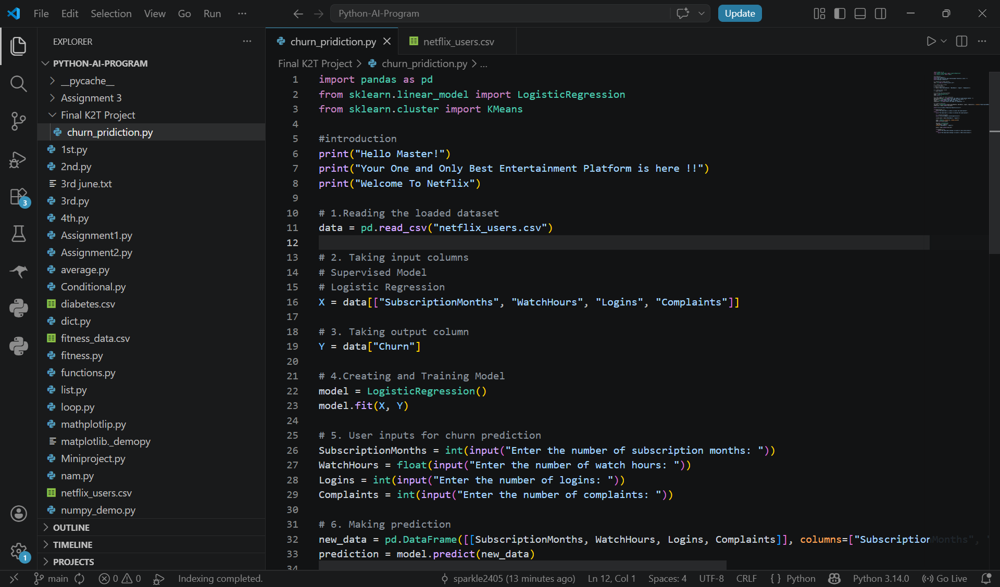 File Edit Selection View Go Run
Python-AI-Program
Update
EXPLORER
PYTHON-AI-PROGRAM
__pycache__
Assignment 3
Final K2T Project
churn_pridiction.py
1st.py
2nd.py
3rd june.txt
3rd.py
4th.py
Assignment1.py
Assignment2.py
average.py
Conditional.py
diabetes.csv
dict.py
fitness_data.csv
fitness.py
functions.py
list.py
loop.py
mathplotlip.py
matplotlib._demopy
Miniproject.py
nam.py
netflix_users.csv
numpy_demo.py
OUTLINE
TIMELINE
PROJECTS
3
1
churn_pridiction.py netflix_users.csv
Final K2T Project > churn_pridiction.py > ...
1 import pandas as pd
2 from sklearn.linear_model import LogisticRegression
3 from sklearn.cluster import KMeans
4
5 #introduction
6 print("Hello Master!")
7 print("Your One and Only Best Entertainment Platform is here !!")
8 print("Welcome To Netflix")
9
10 # 1.Reading the loaded dataset
11 data = pd.read_csv("netflix_users.csv")
12
13 # 2. Taking input columns
14 # Supervised Model
15 # Logistic Regression
16 X = data[["SubscriptionMonths", "WatchHours", "Logins", "Complaints"]]
17
18 # 3. Taking output column
19 Y = data["Churn"]
20
21 # 4.Creating and Training Model
22 model = LogisticRegression()
23 model.fit(X, Y)
24
25 # 5. User inputs for churn prediction
26 SubscriptionMonths = int(input("Enter the number of subscription months: "))
27 WatchHours = float(input("Enter the number of watch hours: "))
28 Logins = int(input("Enter the number of logins: "))
29 Complaints = int(input("Enter the number of complaints: "))
30
31 # 6. Making prediction
32 new_data = pd.DataFrame([[SubscriptionMonths, WatchHours, Logins, Complaints]], columns=["SubscriptionMonths", "
33 prediction = model.predict(new_data)
34
main 0 0 Indexing completed. sparkle2405 (13 minutes ago) Ln 12, Col 1 Spaces: 4 UTF-8 CRLF { } Python Python 3.14.0 Go Live